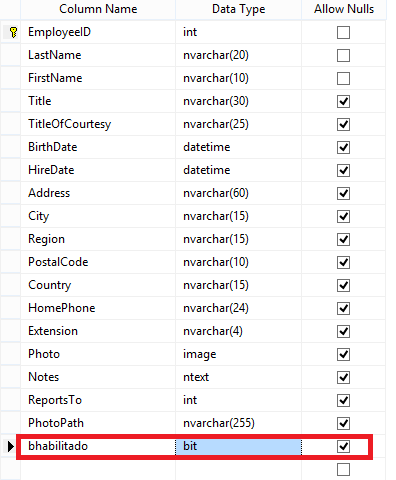 Column Name Data Type Allow Nulls
EmployeeID int
LastName nvarchar(20)
FirstName nvarchar(10)
Title nvarchar(30)
TitleOfCourtesy nvarchar(25)
BirthDate datetime
HireDate datetime
Address nvarchar(60)
City nvarchar(15)
Region nvarchar(15)
PostalCode nvarchar(10)
Country nvarchar(15)
HomePhone nvarchar(24)
Extension nvarchar(4)
Photo image
Notes ntext
ReportsTo int
PhotoPath nvarchar(255)
bhabilitado bit